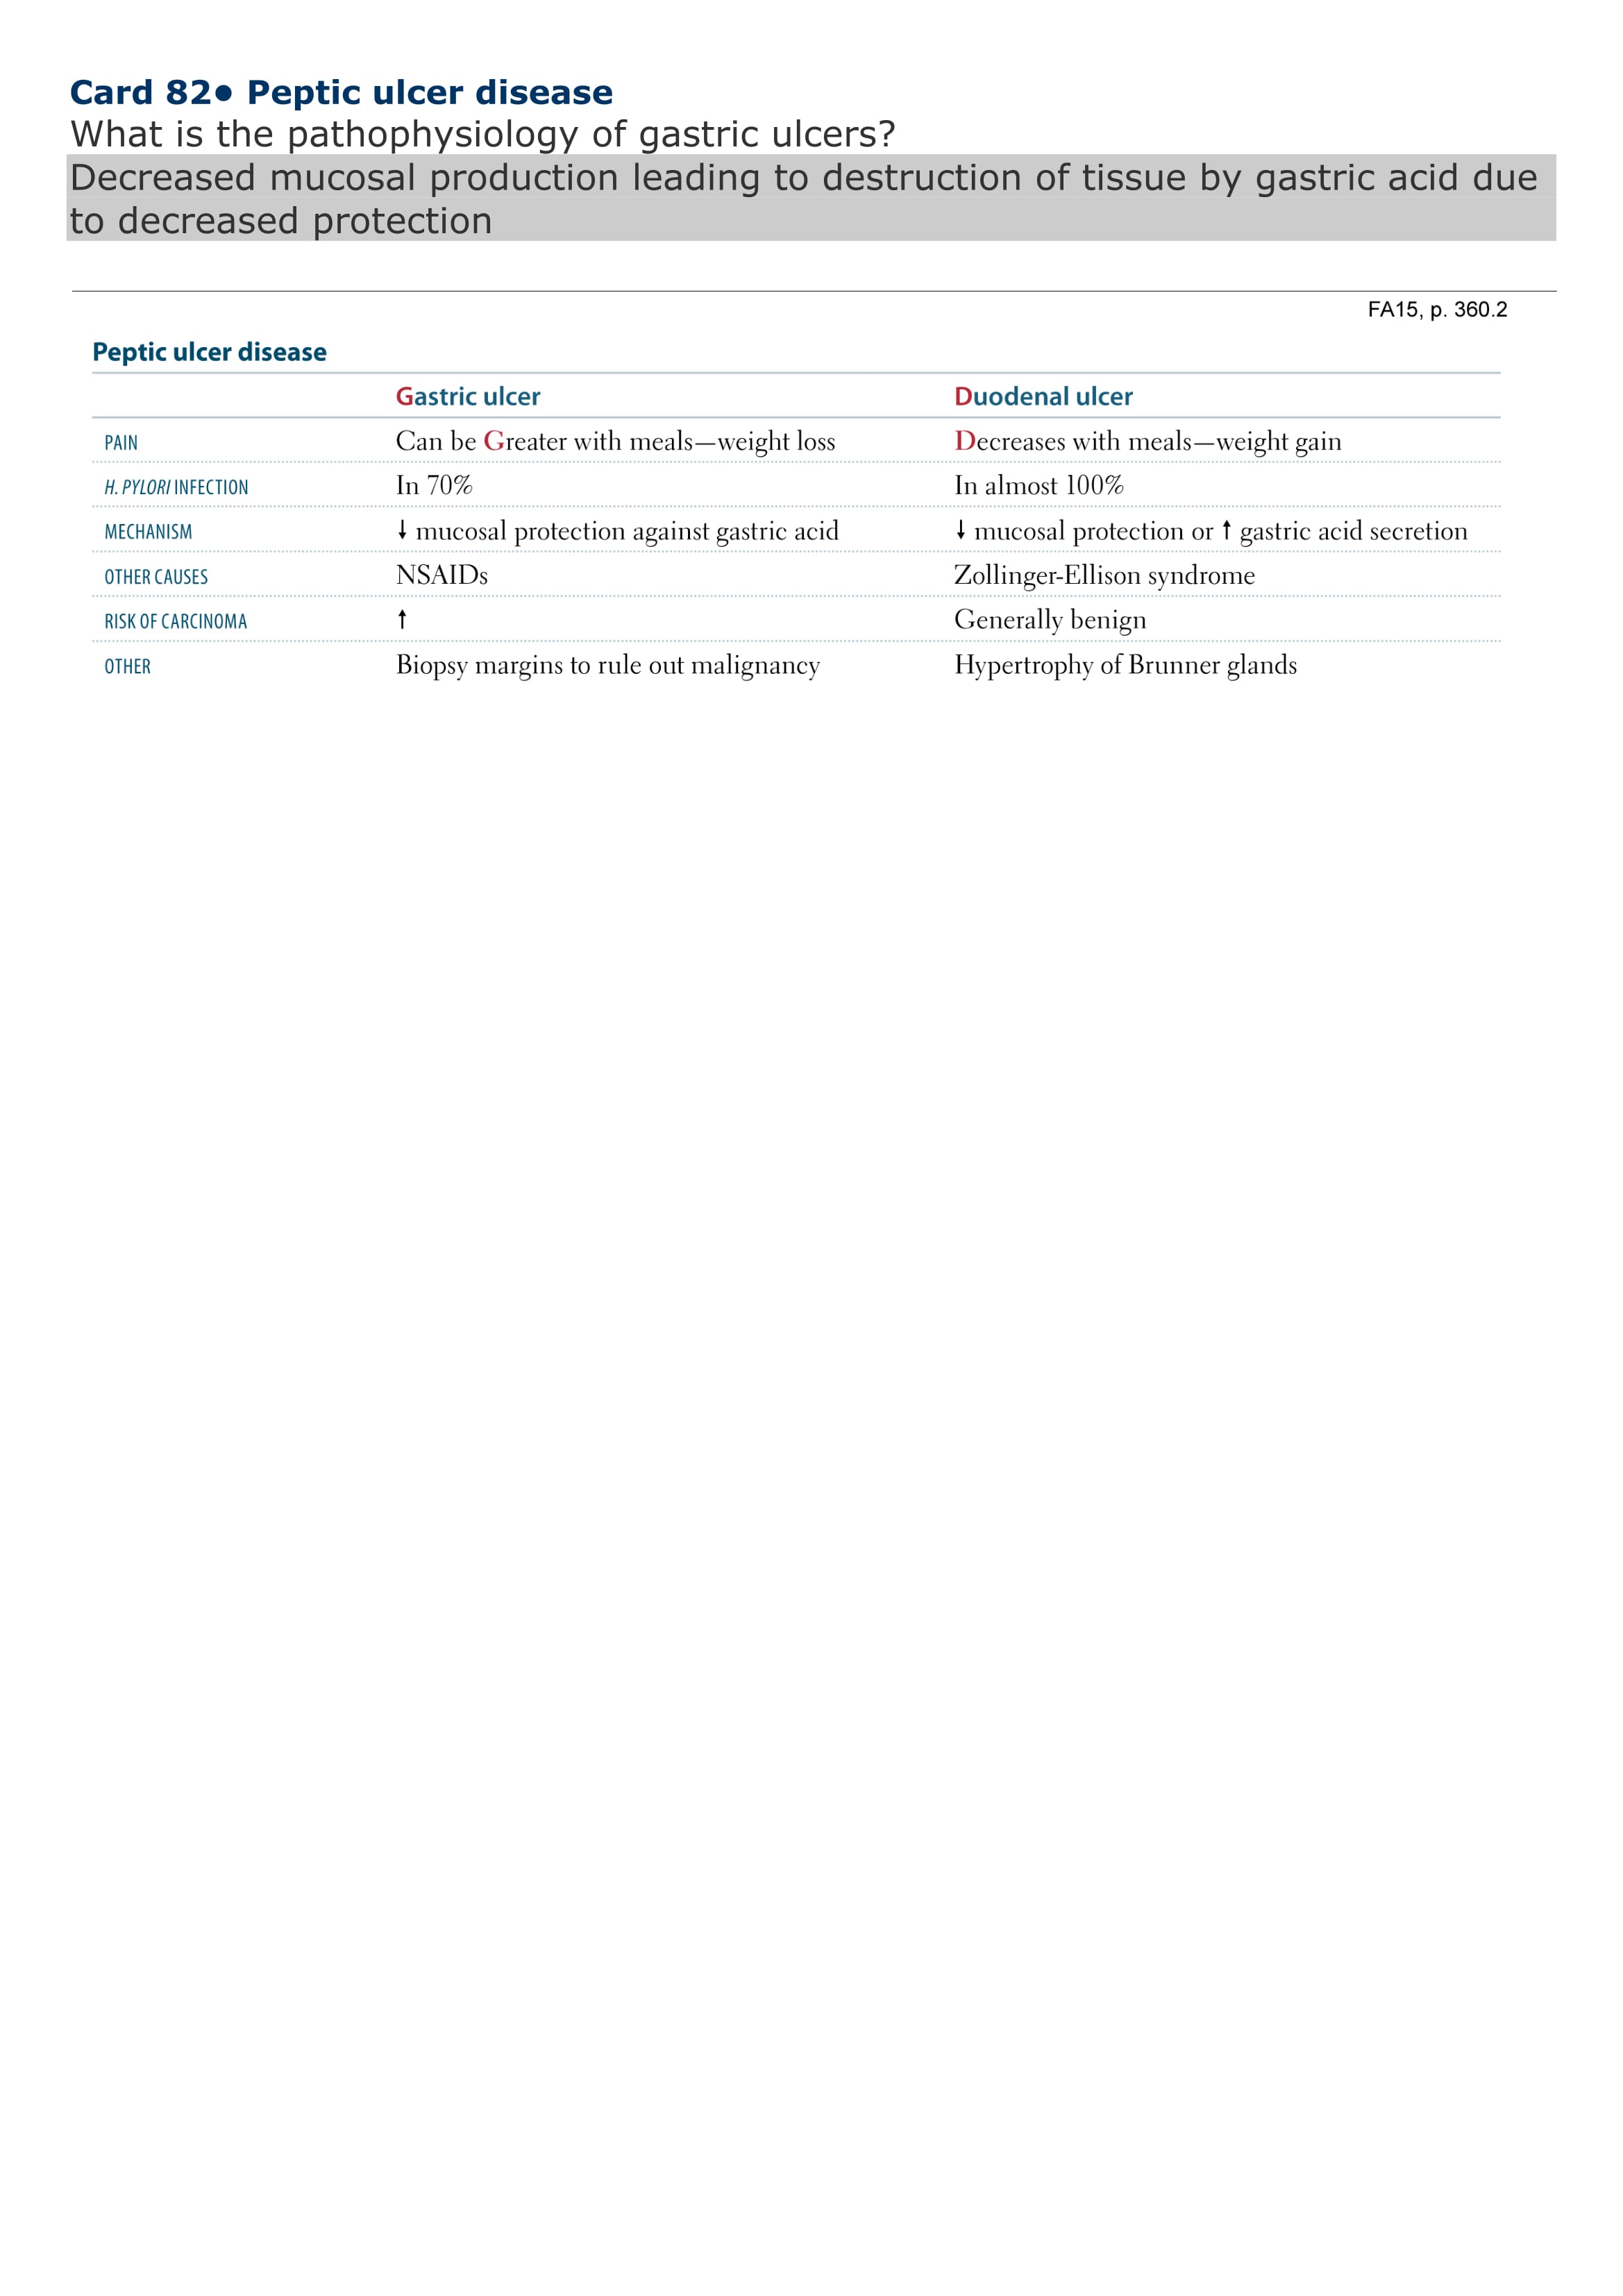 Card 82● Peptic ulcer disease
What is the pathophysiology of gastric ulcers?
Decreased mucosal production leading to destruction of tissue by gastric acid due
to decreased protection
FA15, p. 360.2
Peptic ulcer disease
Gastric ulcer Duodenal ulcer
PAIN Can be Greater with meals—weight loss Decreases with meals—weight gain
H. PYLORI INFECTION In 70% In almost 100%
MECHANISM ↓ mucosal protection against gastric acid ↓ mucosal protection or ↑ gastric acid secretion
OTHER CAUSES NSAIDs Zollinger-Ellison syndrome
RISK OF CARCINOMA ↑ Generally benign
OTHER Biopsy margins to rule out malignancy Hypertrophy of Brunner glands